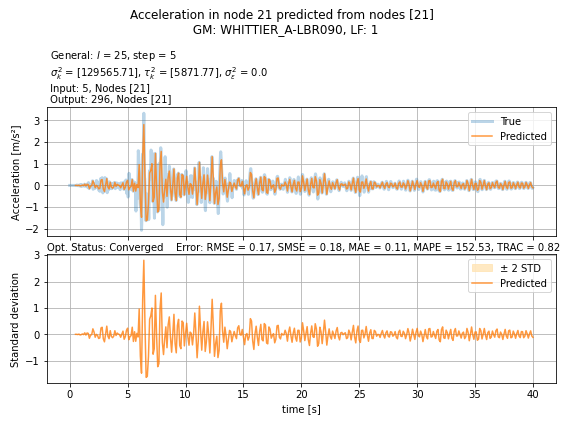 Acceleration in node 21 predicted from nodes [21]
GM: WHITTIER_A-LBR090, LF: 1
General: l = 25, step = 5
σ²ₖ = [129565.71], τ²ₖ = [5871.77], σ²ε = 0.0
Input: 5, Nodes [21]
Output: 296, Nodes [21]
Acceleration [m/s²]
3
2
1
0
−1
−2
True
Predicted
Opt. Status: Converged Error: RMSE = 0.17, SMSE = 0.18, MAE = 0.11, MAPE = 152.53, TRAC = 0.82
Standard deviation
3
2
1
0
−1
± 2 STD
Predicted
0 5 10 15 20 25 30 35 40
time [s]